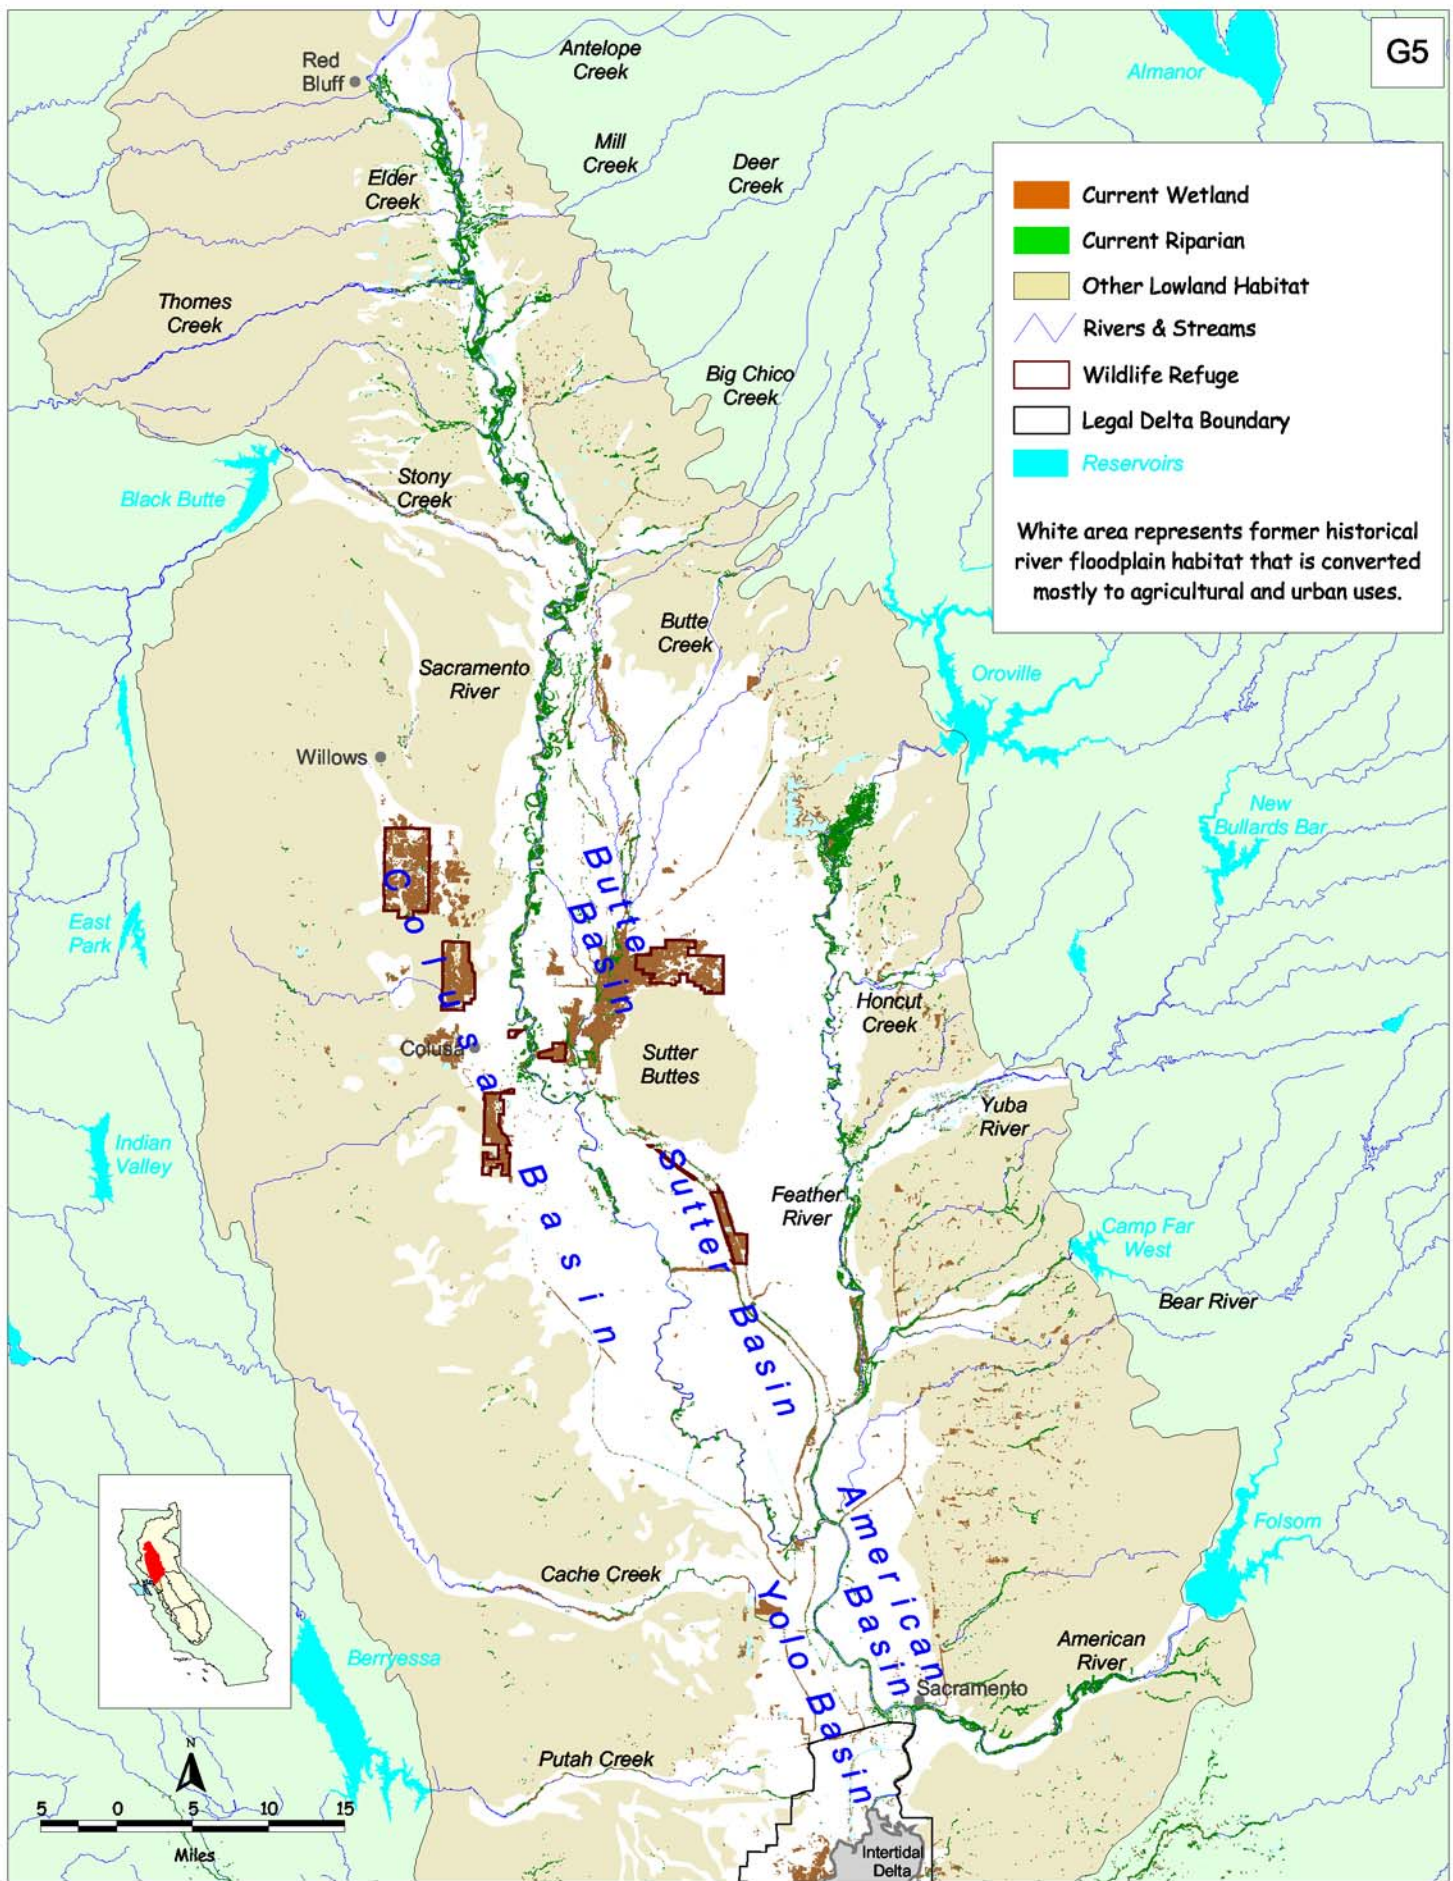 G5
Red
Bluff
Antelope
Creek
Almanor
Mill
Creek
Deer
Creek
Elder
Creek
Current Wetland
Current Riparian
Other Lowland Habitat
Rivers & Streams
Wildlife Refuge
Legal Delta Boundary
Reservoirs
White area represents former historical
river floodplain habitat that is converted
mostly to agricultural and urban uses.
Thomes
Creek
Big Chico
Creek
Black Butte
Stony
Creek
Butte
Creek
Sacramento
River
Oroville
Willows
New
Bullards Bar
Butte
Basin
East
Park
Colusa
Basin
Honcut
Creek
Colusa
Sutter
Buttes
Yuba
River
Indian
Valley
Sutter
Basin
Feather
River
Camp Far
West
Bear River
American
Basin
Folsom
Cache Creek
Yolo Basin
American
River
Berryessa
Sacramento
Putah Creek
N
5 0 5 10 15
Miles
Intertidal
Delta